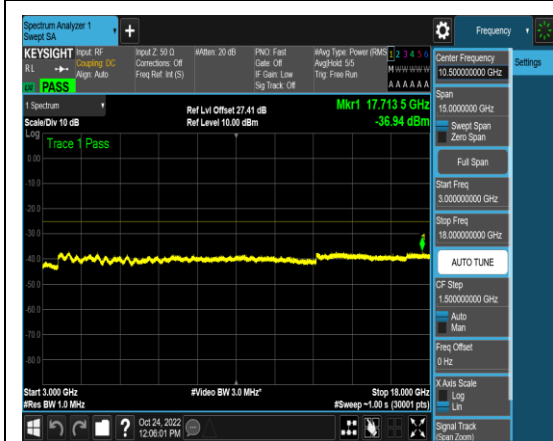 Spectrum Analyzer 1
Swept SA
+
Frequency
Settings
KEYSIGHT
RL
PASS
Input: RF
Coupling: DC
Align: Auto
Input Z: 50 Ω
Corrections: Off
Freq Ref: Int (S)
#Atten: 20 dB
PNO: Fast
Gate: Off
IF Gain: Low
Sig Track: Off
#Avg Type: Power (RMS
Avg|Hold: 5/5
Trig: Free Run
1 2 3 4 5 6
M W W W W W
A A A A A A
1 Spectrum
Scale/Div 10 dB
Ref Lvl Offset 27.41 dB
Ref Level 10.00 dBm
Mkr1 17.713 5 GHz
-36.94 dBm
Log
Trace 1 Pass
0.00
-10.0
-20.0
-30.0
-40.0
-50.0
-60.0
-70.0
-80.0
Start 3.000 GHz
#Res BW 1.0 MHz
#Video BW 3.0 MHz*
Stop 18.000 GHz
#Sweep ~1.00 s (30001 pts)
Center Frequency
10.500000000 GHz
Span
15.0000000 GHz
Swept Span
Zero Span
Full Span
Start Freq
3.000000000 GHz
Stop Freq
18.000000000 GHz
AUTO TUNE
CF Step
1.500000000 GHz
Auto
Man
Freq Offset
0 Hz
X Axis Scale
Log
Lin
Signal Track
(Span Zoom)
?
Oct 24, 2022
12:06:01 PM